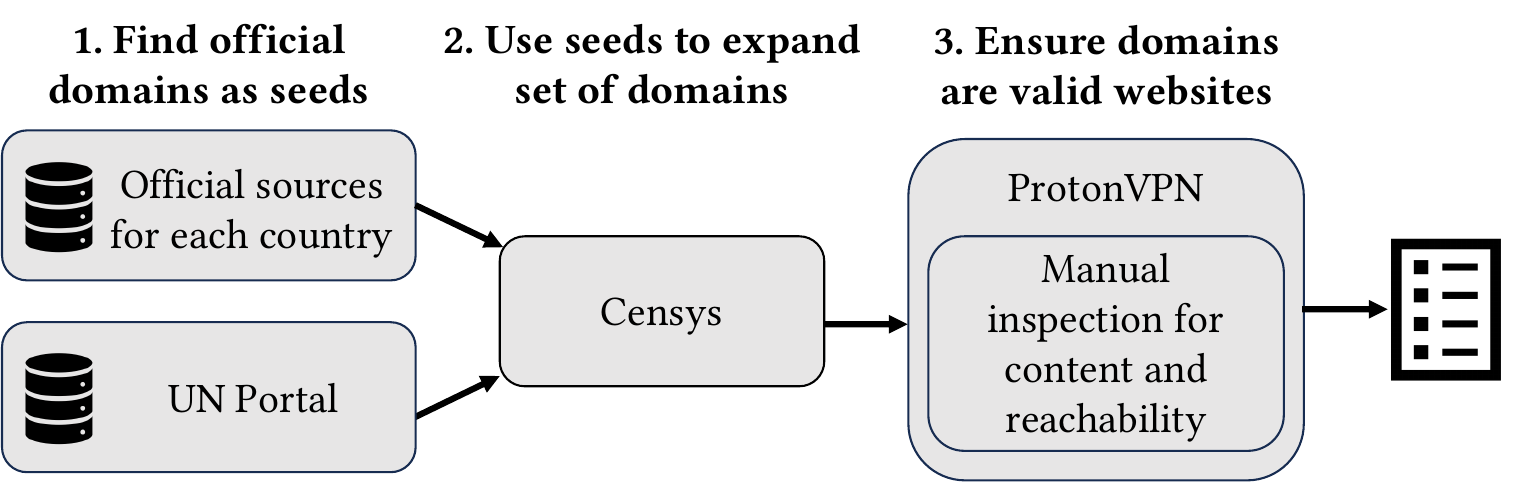 1. Find official
domains as seeds
2. Use seeds to expand
set of domains
3. Ensure domains
are valid websites
Official sources
for each country
UN Portal
Censys
ProtonVPN
Manual
inspection for
content and
reachability